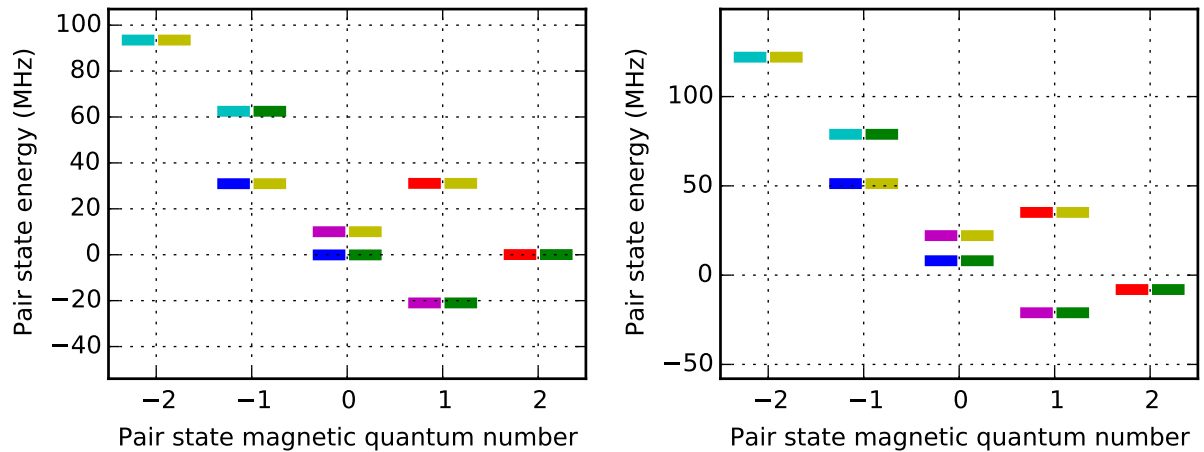 100
80
60
40
20
0
−20
−40
Pair state energy (MHz)
−2 −1 0 1 2
Pair state magnetic quantum number
100
50
0
−50
Pair state energy (MHz)
−2 −1 0 1 2
Pair state magnetic quantum number